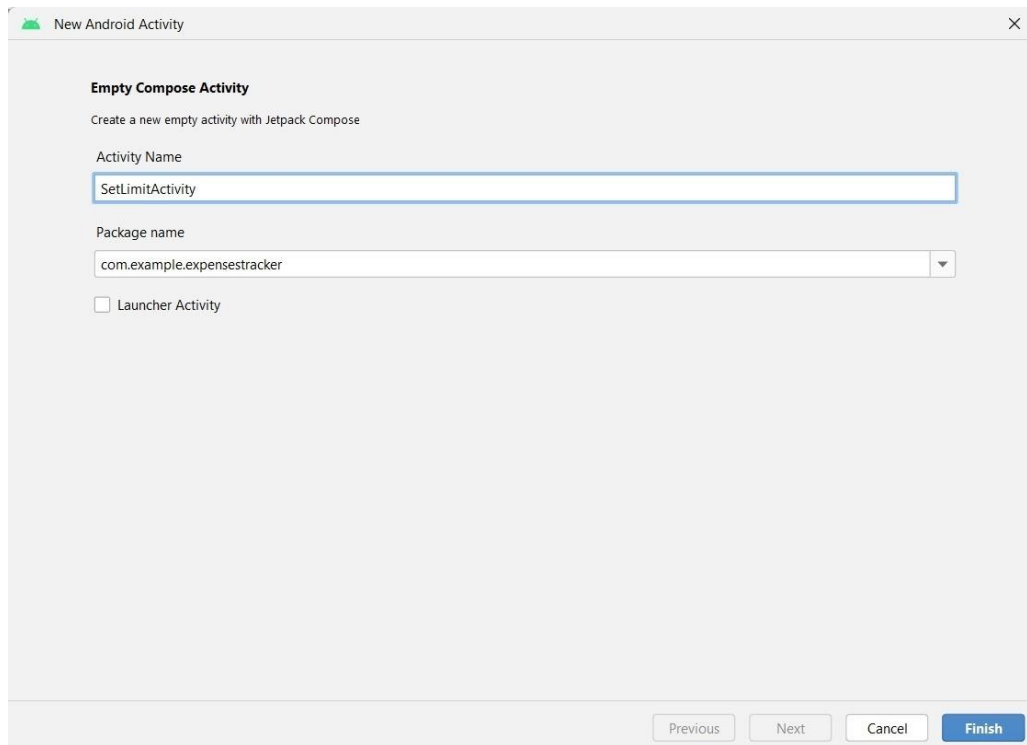 New Android Activity
Empty Compose Activity
Create a new empty activity with Jetpack Compose
Activity Name
SetLimitActivity
Package name
com.example.expensestracker
Launcher Activity
Previous Next Cancel Finish